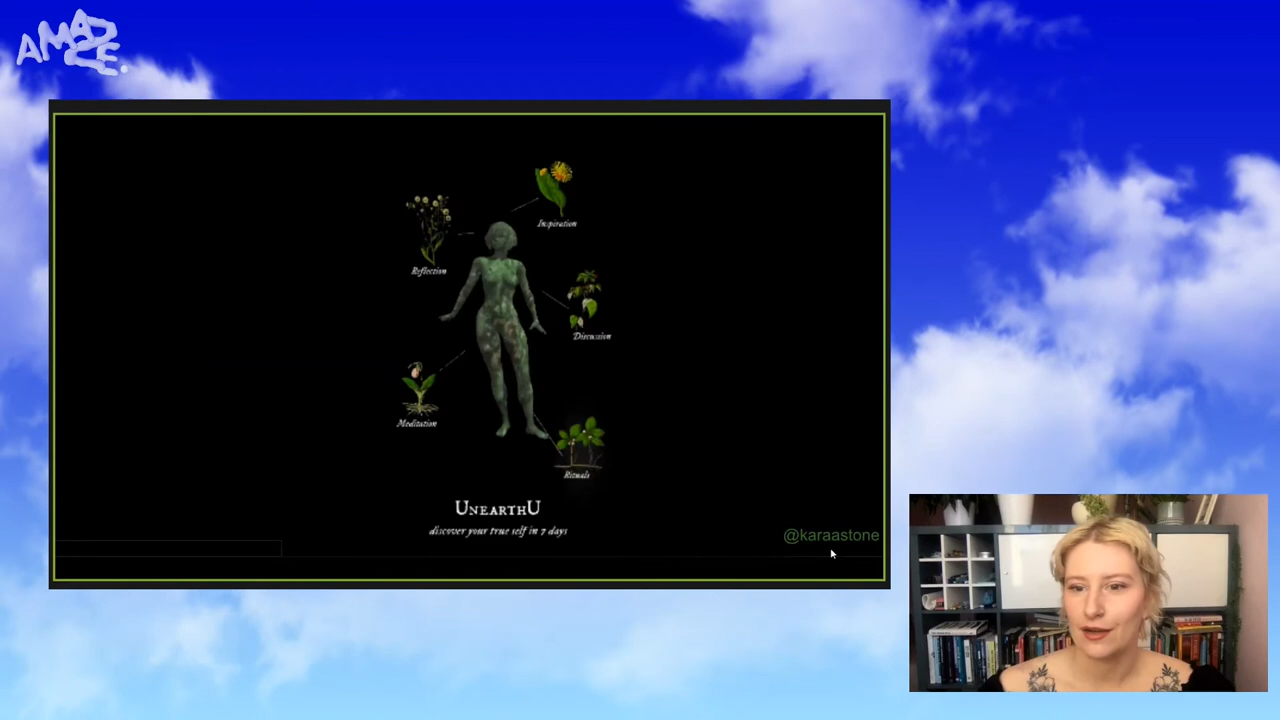 AMAZE.
Inspiration
Reflection
Discussion
Meditation
Rituals
UNEARTHU
discover your true self in 7 days
@karaastone